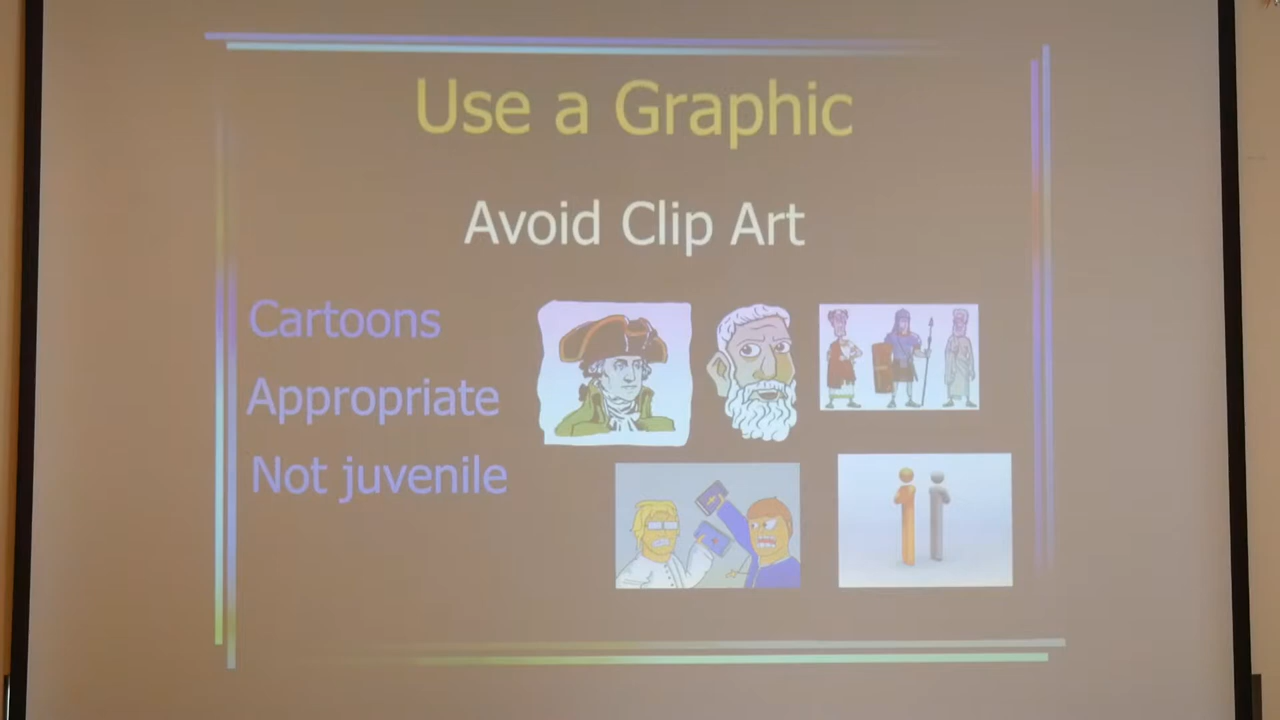 Use a Graphic
Avoid Clip Art
Cartoons
Appropriate
Not juvenile